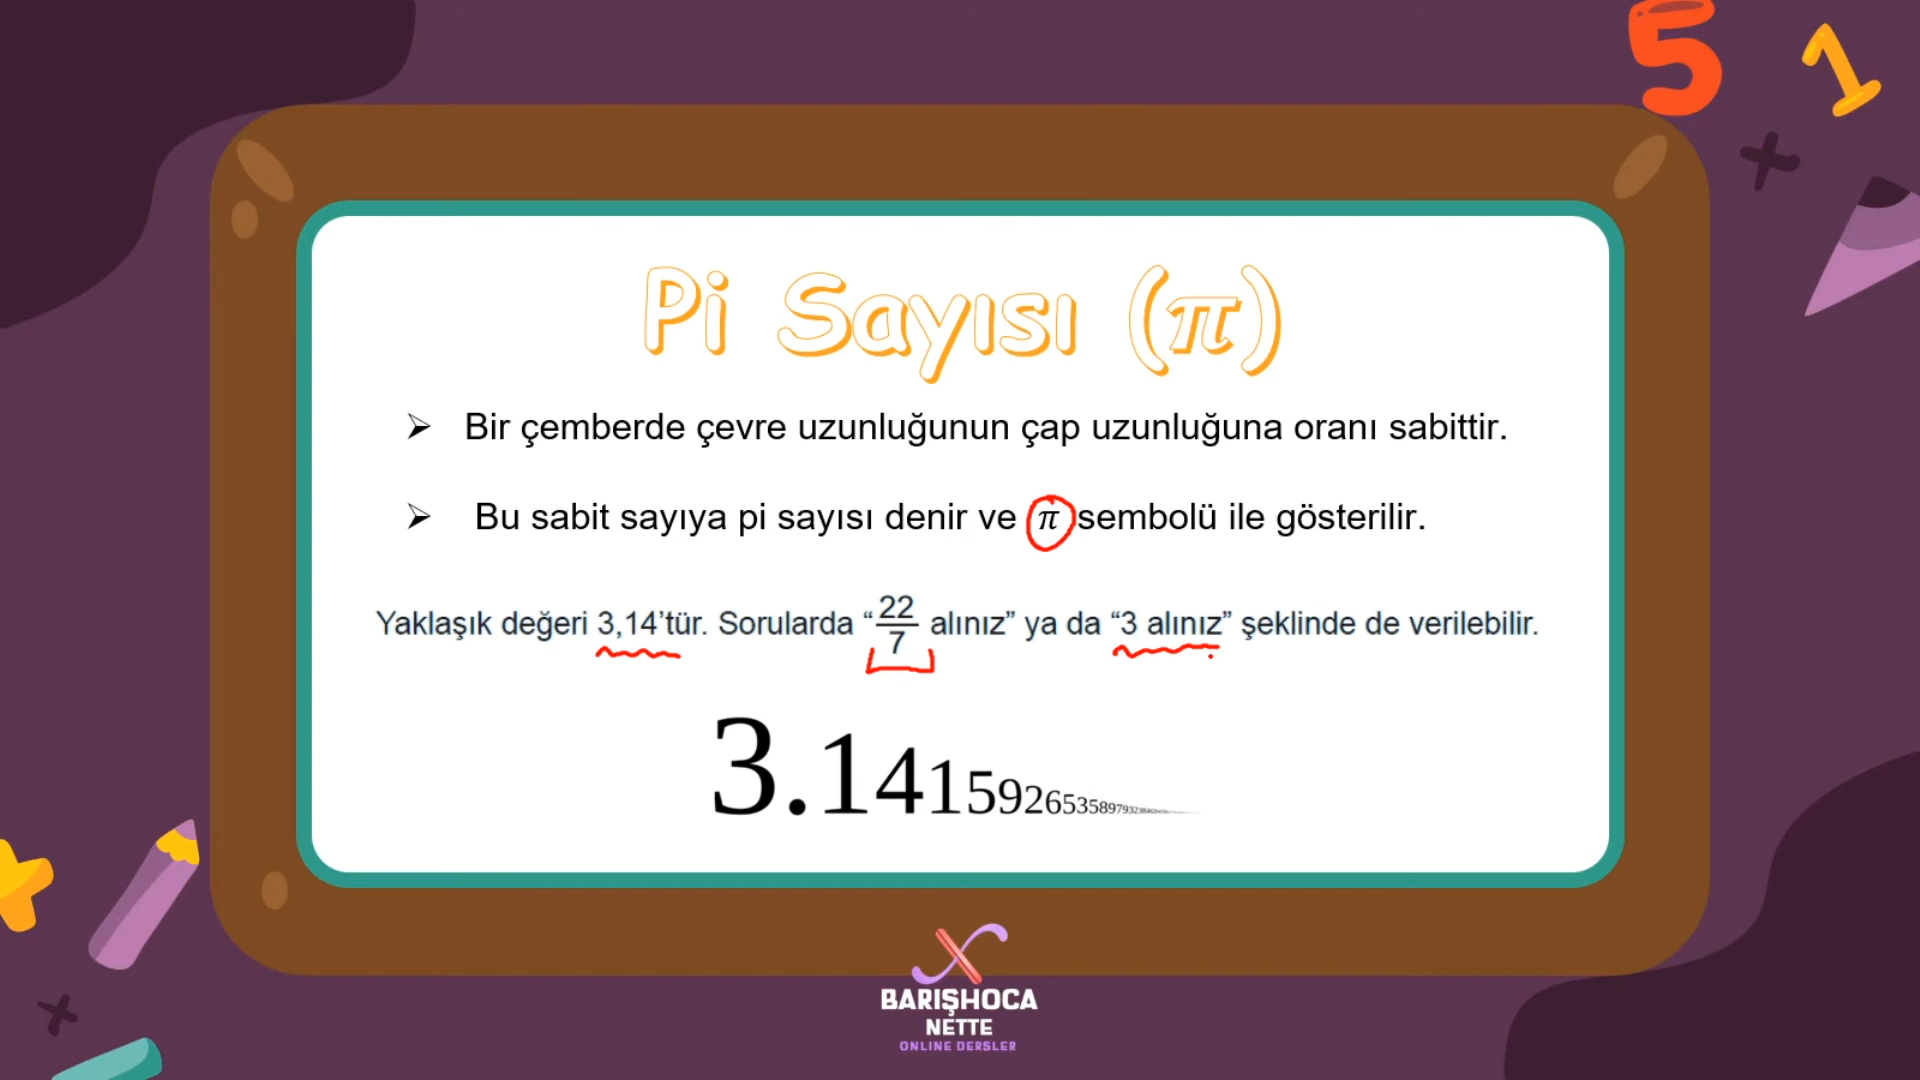 5 1
Pi Sayısı (π)
➢ Bir çemberde çevre uzunluğunun çap uzunluğuna oranı sabittir.
➢ Bu sabit sayıya pi sayısı denir ve π sembolü ile gösterilir.
Yaklaşık değeri 3,14’tür. Sorularda “22/7 alınız” ya da “3 alınız” şeklinde de verilebilir.
3.14159265358979323
BARIŞHOCA
NETTE
ONLINE DERSLER